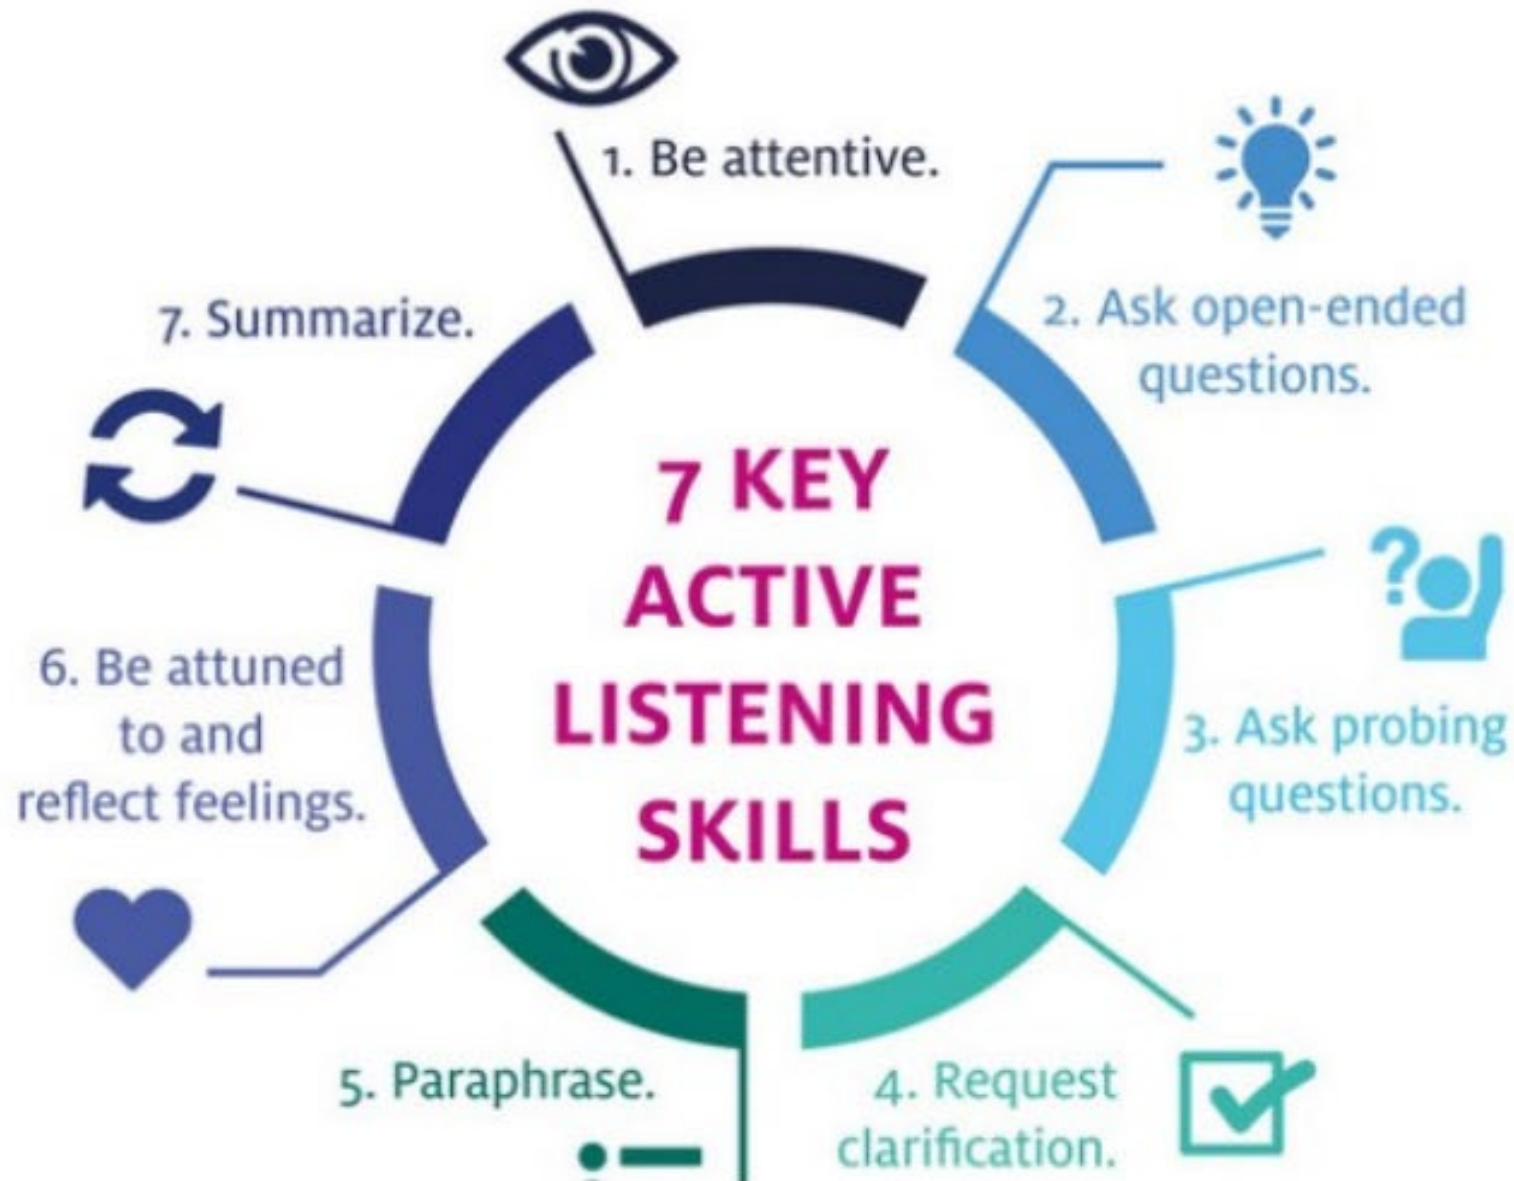 7 KEY
ACTIVE
LISTENING
SKILLS
1. Be attentive.
2. Ask open-ended
questions.
3. Ask probing
questions.
4. Request
clarification.
5. Paraphrase.
6. Be attuned
to and
reflect feelings.
7. Summarize.